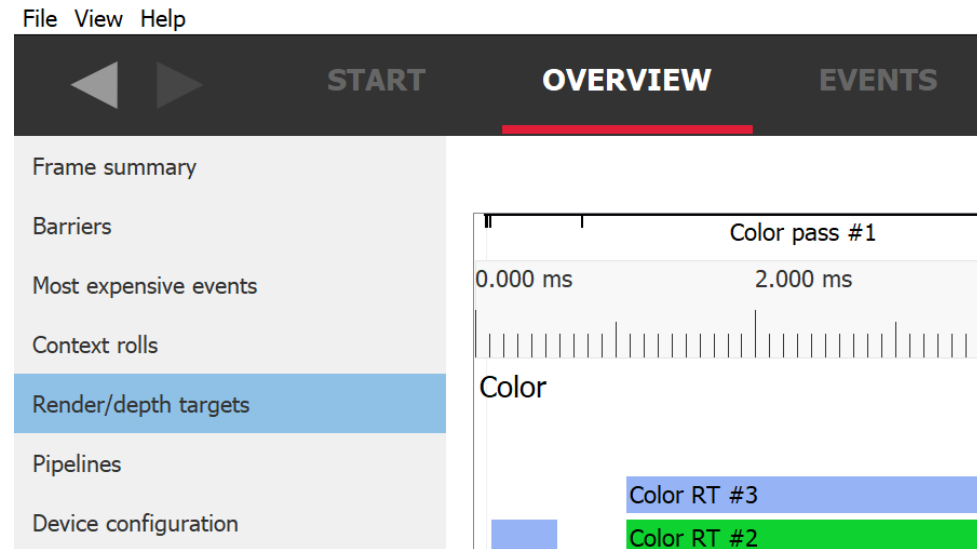 File View Help
START OVERVIEW EVENTS
Frame summary
Barriers
Most expensive events
Context rolls
Render/depth targets
Pipelines
Device configuration
Color pass #1
0.000 ms 2.000 ms
Color
Color RT #3
Color RT #2